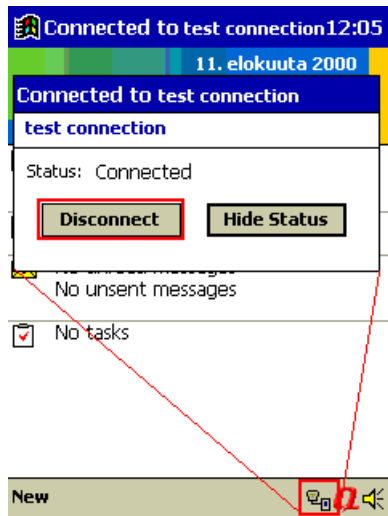 Connected to test connection 12:05
11. elokuuta 2000
Connected to test connection
test connection
Status: Connected
Disconnect Hide Status
No unsent messages
No tasks
New